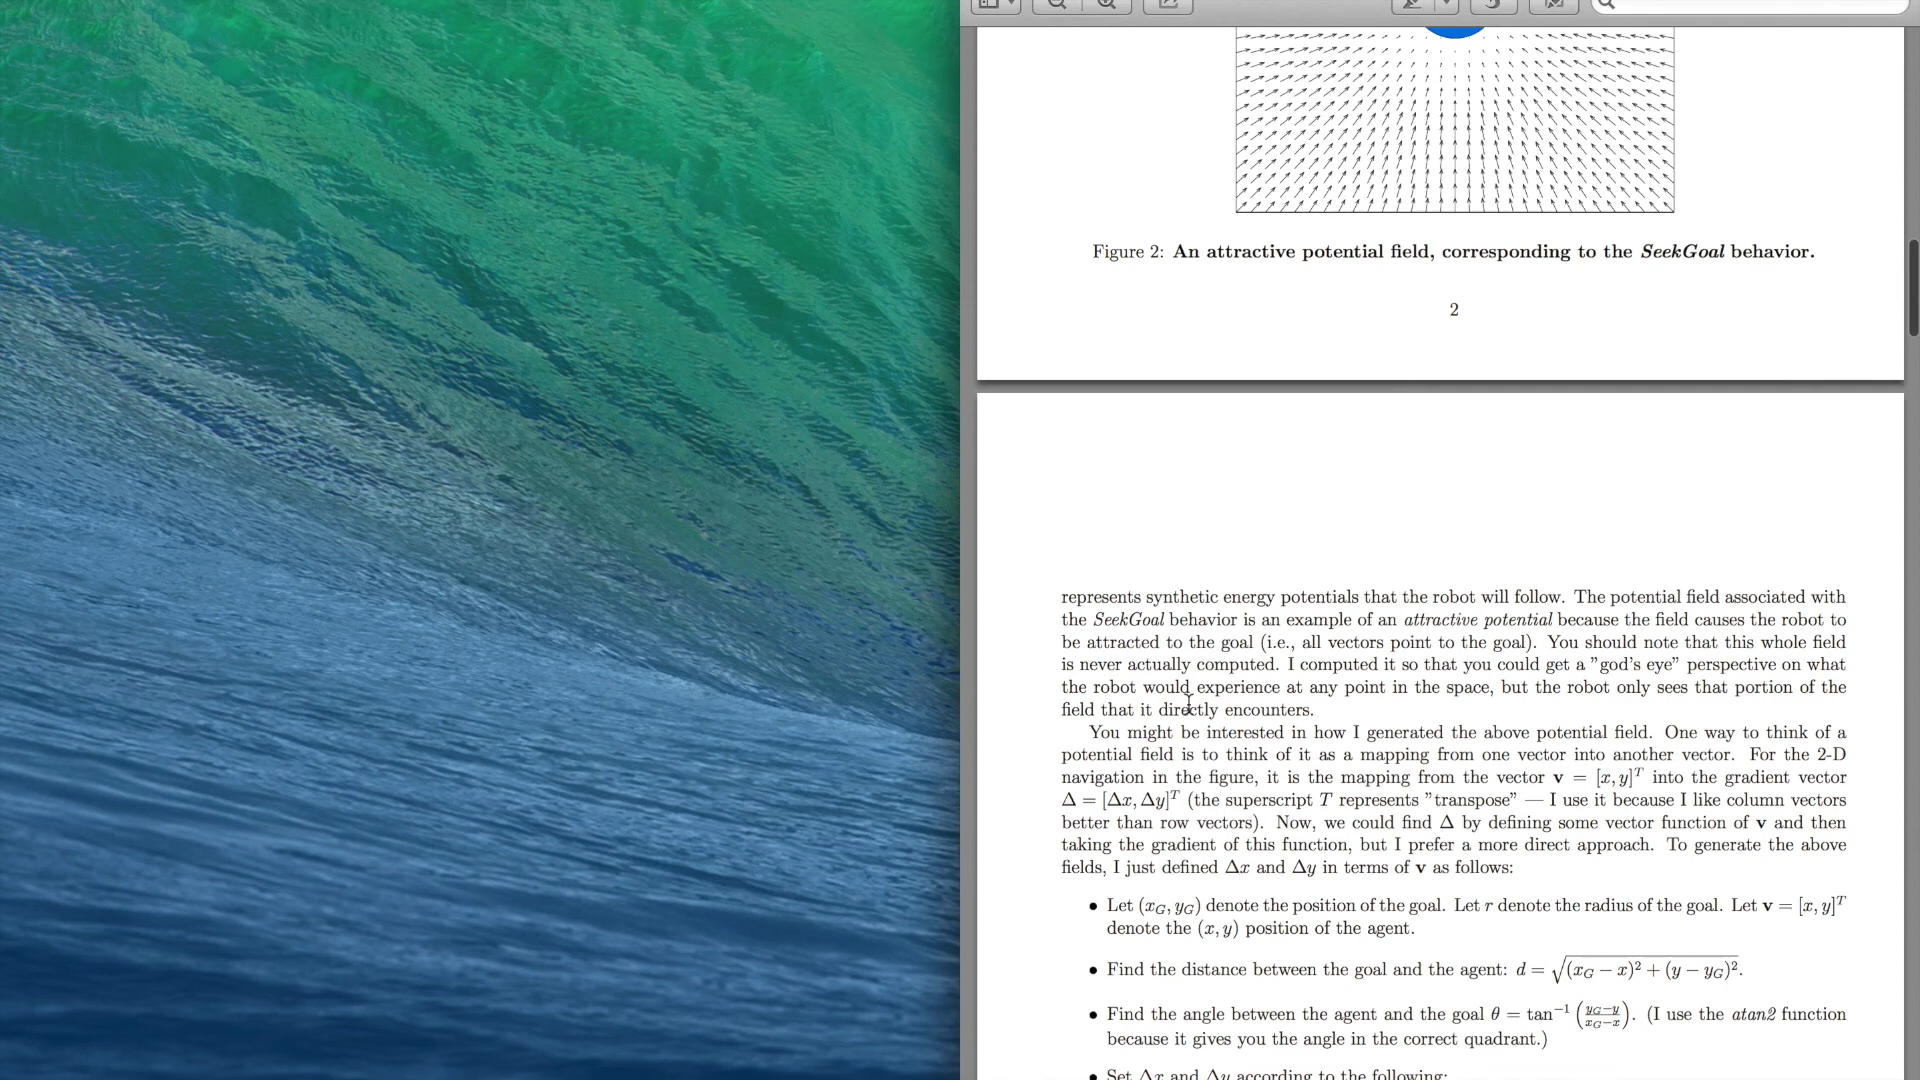 Figure 2: An attractive potential field, corresponding to the SeekGoal behavior.
2
represents synthetic energy potentials that the robot will follow. The potential field associated with
the SeekGoal behavior is an example of an attractive potential because the field causes the robot to
be attracted to the goal (i.e., all vectors point to the goal). You should note that this whole field
is never actually computed. I computed it so that you could get a ”god’s eye” perspective on what
the robot would experience at any point in the space, but the robot only sees that portion of the
field that it directly encounters.
You might be interested in how I generated the above potential field. One way to think of a
potential field is to think of it as a mapping from one vector into another vector. For the 2-D
navigation in the figure, it is the mapping from the vector v = [x, y]^T into the gradient vector
Δ = [Δx, Δy]^T (the superscript T represents ”transpose” — I use it because I like column vectors
better than row vectors). Now, we could find Δ by defining some vector function of v and then
taking the gradient of this function, but I prefer a more direct approach. To generate the above
fields, I just defined Δx and Δy in terms of v as follows:
• Let (x_G, y_G) denote the position of the goal. Let r denote the radius of the goal. Let v = [x, y]^T
denote the (x, y) position of the agent.
• Find the distance between the goal and the agent: d = √((x_G − x)² + (y − y_G)²).
• Find the angle between the agent and the goal θ = tan⁻¹((y_G−y)/(x_G−x)). (I use the atan2 function
because it gives you the angle in the correct quadrant.)
• Set Δx and Δy according to the following: